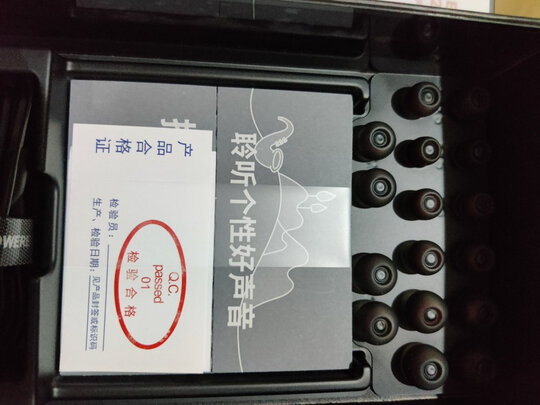 产品合格证
检验员：
Q.C.
passed
01
检验合格
生产、检验日期：见产品封签或标识码
聆听个性好声音